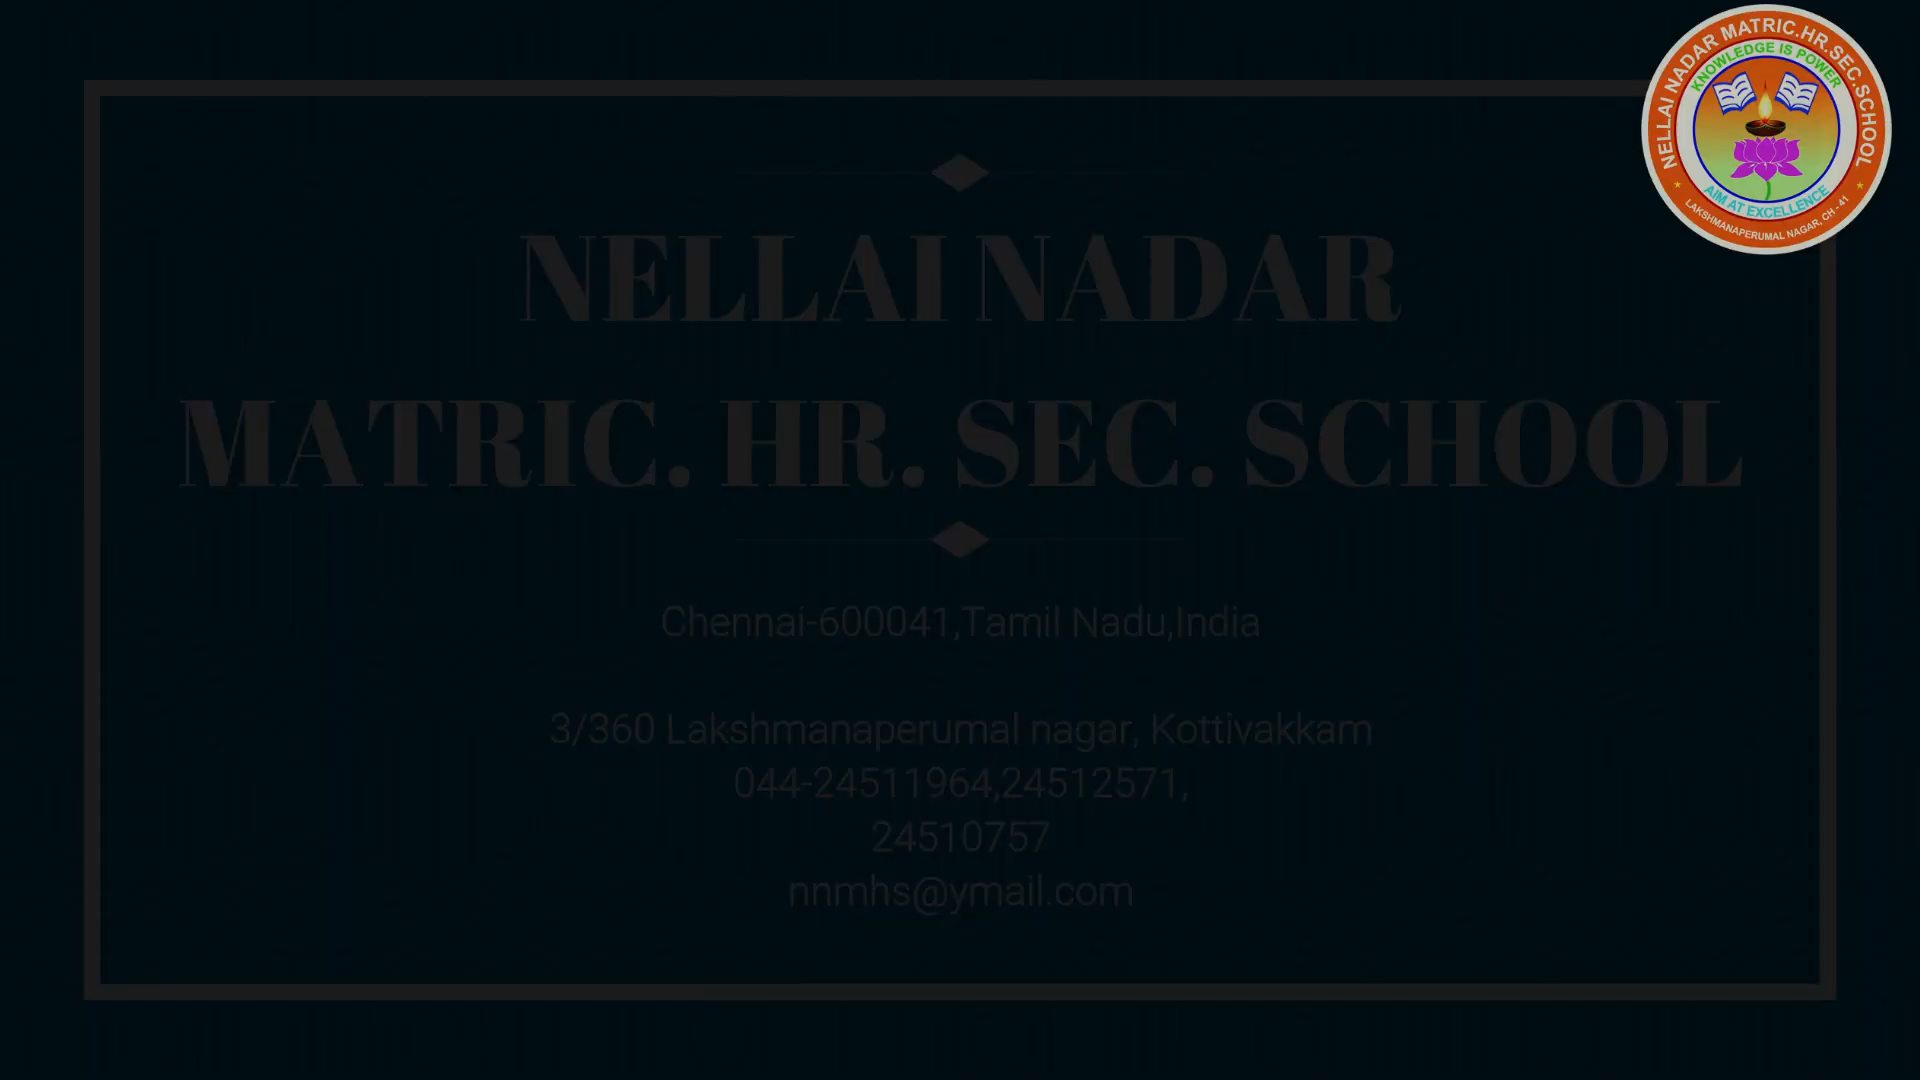 NELLAI NADAR MATRIC.HR.SEC.SCHOOL
KNOWLEDGE IS POWER
AIM AT EXCELLENCE
LAKSHMANAPERUMAL NAGAR, CH - 41
NELLAI NADAR
MATRIC. HR. SEC. SCHOOL
Chennai-600041,Tamil Nadu,India
3/360 Lakshmanaperumal nagar, Kottivakkam
044-24511964,24512571,
24510757
nnmhs@ymail.com